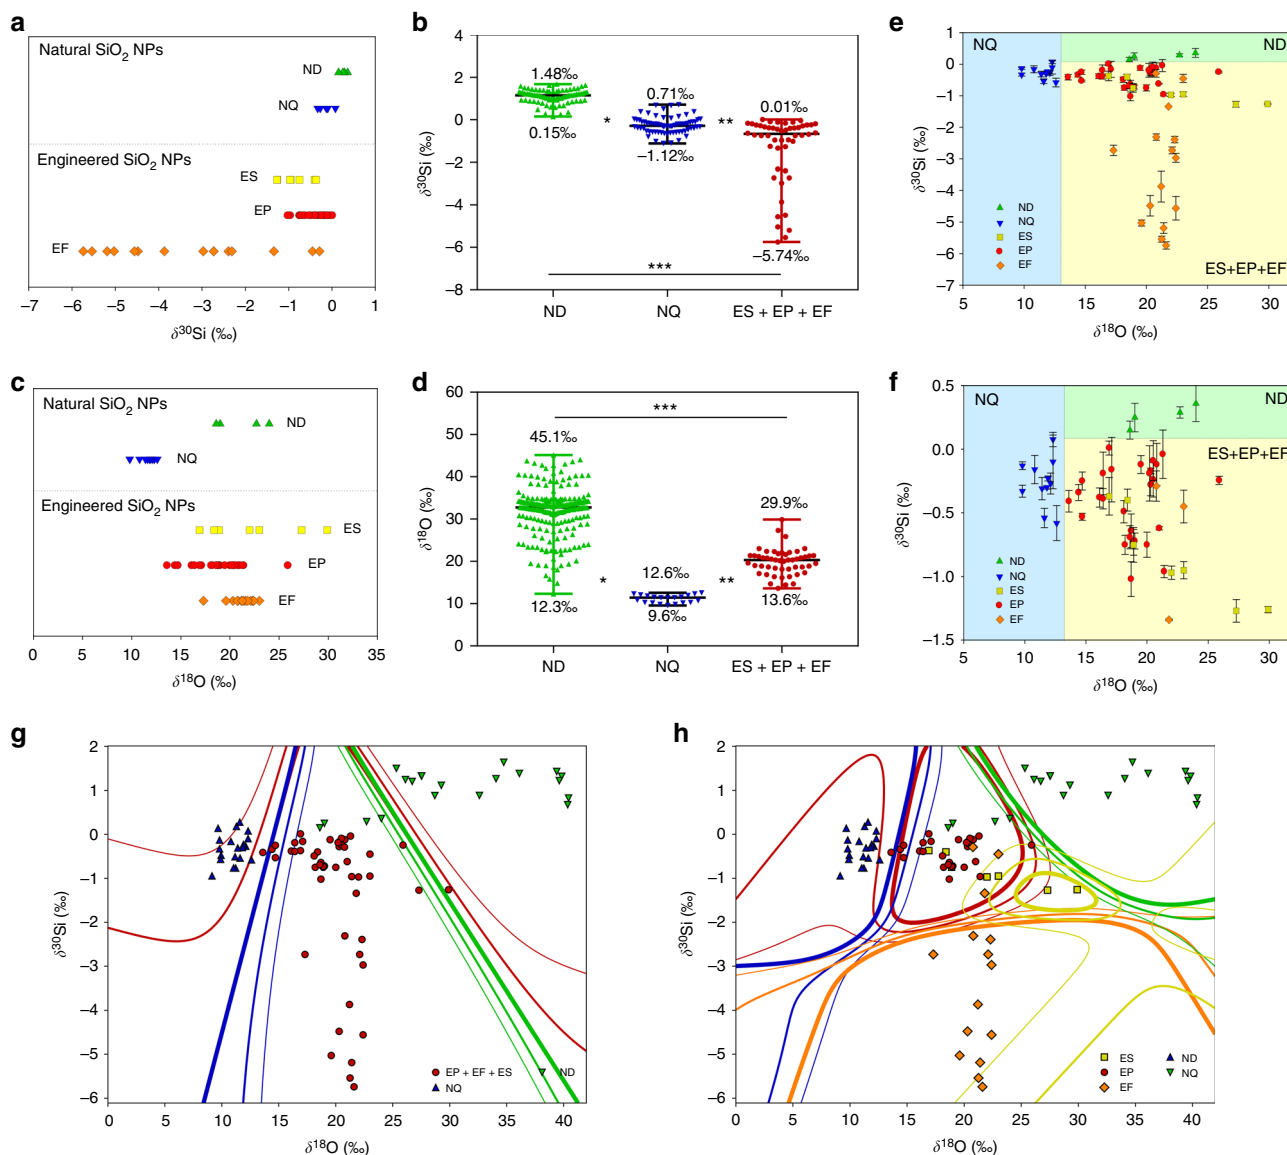 a
Natural SiO2 NPs
ND
NQ
Engineered SiO2 NPs
ES
EP
EF
–7 –6 –5 –4 –3 –2 –1 0 1
δ30Si (‰)
b
4
2
0
–2
–4
–6
–8
δ30Si (‰)
1.48‰
0.15‰
*
0.71‰
–1.12‰
**
0.01‰
–5.74‰
***
ND NQ ES + EP + EF
e
NQ
ND
1
0
–1
–2
–3
–4
–5
–6
–7
δ30Si (‰)
ND
NQ
ES
EP
EF
ES+EP+EF
5 10 15 20 25 30
δ18O (‰)
c
Natural SiO2 NPs
ND
NQ
Engineered SiO2 NPs
ES
EP
EF
0 5 10 15 20 25 30 35
δ18O (‰)
d
60
50
40
30
20
10
0
δ18O (‰)
***
45.1‰
12.3‰
*
12.6‰
9.6‰
**
29.9‰
13.6‰
ND NQ ES + EP + EF
f
NQ
ND
ES+EP+EF
0.5
0.0
–0.5
–1.0
–1.5
δ30Si (‰)
ND
NQ
ES
EP
EF
5 10 15 20 25 30
δ18O (‰)
g
2
1
0
–1
–2
–3
–4
–5
–6
δ30Si (‰)
EP + EF + ES ND
NQ
0 5 10 15 20 25 30 35 40
δ18O (‰)
h
2
1
0
–1
–2
–3
–4
–5
–6
δ30Si (‰)
ES ND
EP NQ
EF
0 5 10 15 20 25 30 35 40
δ18O (‰)